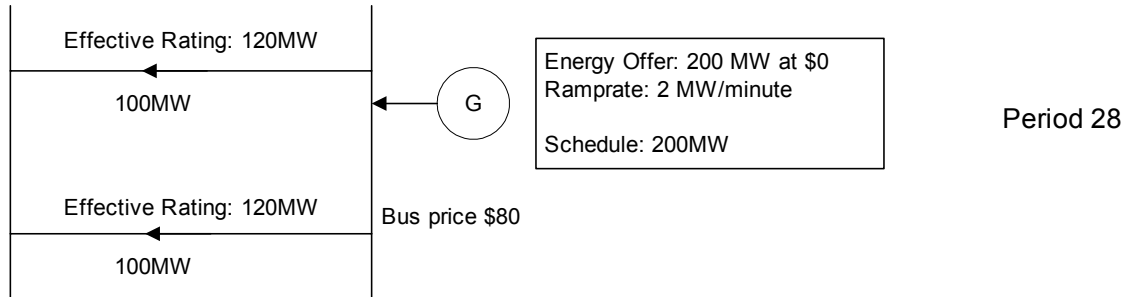 Effective Rating: 120MW
100MW
G
Energy Offer: 200 MW at $0
Ramprate: 2 MW/minute
Schedule: 200MW
Period 28
Effective Rating: 120MW
Bus price $80
100MW